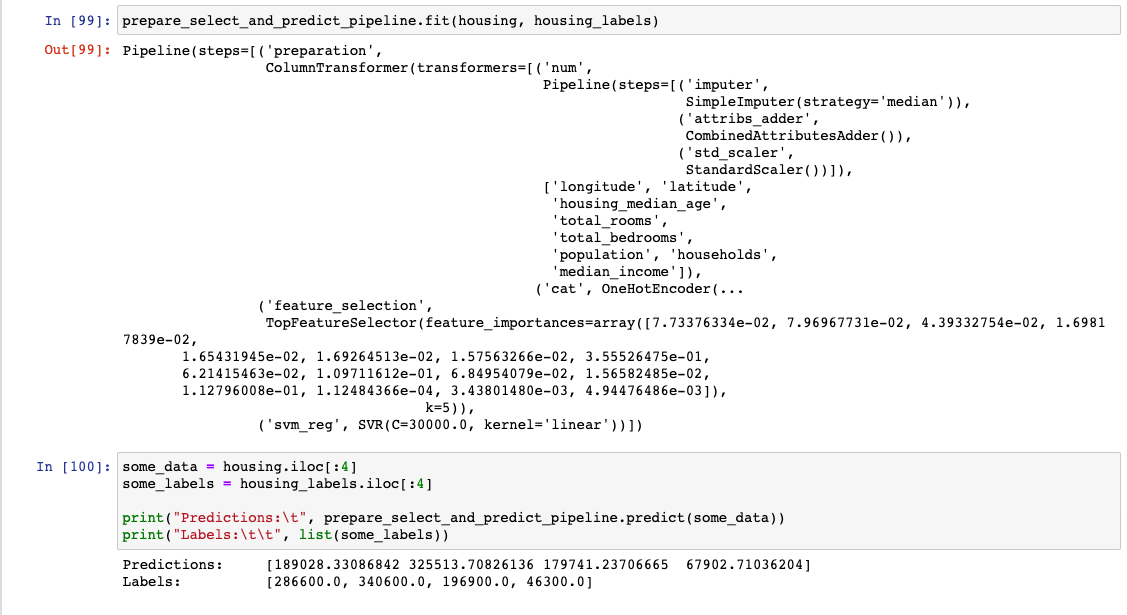 In [99]: prepare_select_and_predict_pipeline.fit(housing, housing_labels)
Out[99]: Pipeline(steps=[('preparation',
ColumnTransformer(transformers=[('num',
Pipeline(steps=[('imputer',
SimpleImputer(strategy='median')),
('attribs_adder',
CombinedAttributesAdder()),
('std_scaler',
StandardScaler())]),
['longitude', 'latitude',
'housing_median_age',
'total_rooms',
'total_bedrooms',
'population', 'households',
'median_income']),
('cat', OneHotEncoder(...
('feature_selection',
TopFeatureSelector(feature_importances=array([7.73376334e-02, 7.96967731e-02, 4.39332754e-02, 1.6981
7839e-02,
1.65431945e-02, 1.69264513e-02, 1.57563266e-02, 3.55526475e-01,
6.21415463e-02, 1.09711612e-01, 6.84954079e-02, 1.56582485e-02,
1.12796008e-01, 1.12484366e-04, 3.43801480e-03, 4.94476486e-03]),
k=5)),
('svm_reg', SVR(C=30000.0, kernel='linear'))])
In [100]: some_data = housing.iloc[:4]
some_labels = housing_labels.iloc[:4]
print("Predictions:\t", prepare_select_and_predict_pipeline.predict(some_data))
print("Labels:\t\t", list(some_labels))
Predictions: [189028.33086842 325513.70826136 179741.23706665 67902.71036204]
Labels: [286600.0, 340600.0, 196900.0, 46300.0]